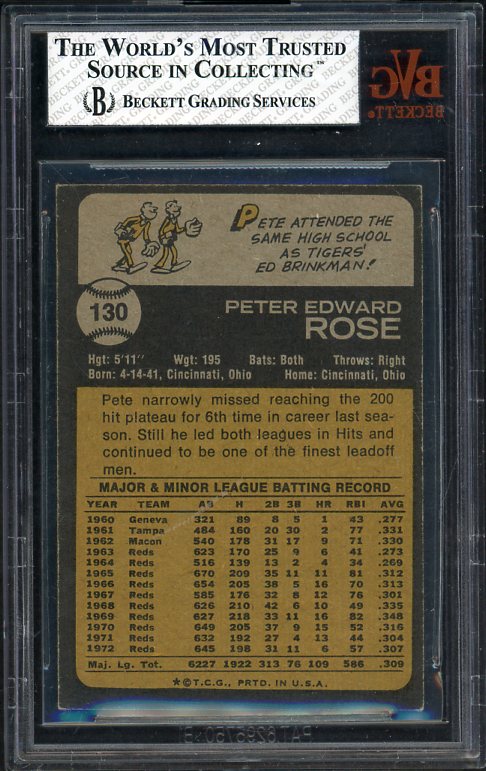 THE WORLD'S MOST TRUSTED
SOURCE IN COLLECTING™
B BECKETT GRADING SERVICES
BVG
BECKETT™
PETE ATTENDED THE
SAME HIGH SCHOOL
AS TIGERS'
ED BRINKMAN!
130
PETER EDWARD
ROSE
Hgt: 5'11" Wgt: 195 Bats: Both Throws: Right
Born: 4-14-41, Cincinnati, Ohio Home: Cincinnati, Ohio
Pete narrowly missed reaching the 200
hit plateau for 6th time in career last sea-
son. Still he led both leagues in Hits and
continued to be one of the finest leadoff
men.
MAJOR & MINOR LEAGUE BATTING RECORD
YEAR TEAM AB H 2B 3B HR RBI AVG
1960 Geneva 321 89 8 5 1 43 .277
1961 Tampa 484 160 20 30 2 77 .331
1962 Macon 540 178 31 17 9 71 .330
1963 Reds 623 170 25 9 6 41 .273
1964 Reds 516 139 13 2 4 34 .269
1965 Reds 670 209 35 11 11 81 .312
1966 Reds 654 205 38 5 16 70 .313
1967 Reds 585 176 32 8 12 76 .301
1968 Reds 626 210 42 6 10 49 .335
1969 Reds 627 218 33 11 16 82 .348
1970 Reds 649 205 37 9 15 52 .316
1971 Reds 632 192 27 4 13 44 .304
1972 Reds 645 198 31 11 6 57 .307
Maj. Lg. Tot. 6227 1922 313 76 109 586 .309
*©T.C.G., PRTD. IN U.S.A.